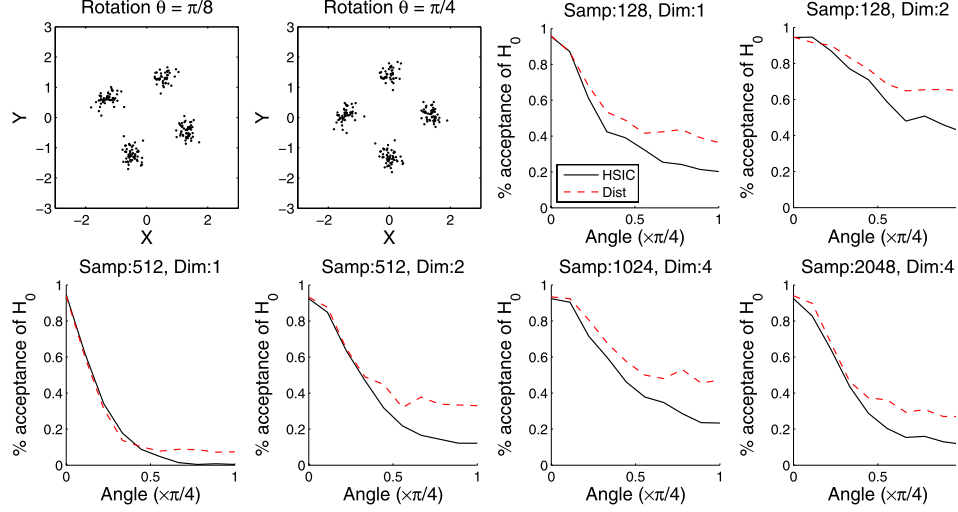 Rotation θ = π/8
Rotation θ = π/4
Samp:128, Dim:1
Samp:128, Dim:2
3
2
1
0
−1
−2
−3
Y
−2
0
2
X
3
2
1
0
−1
−2
−3
Y
−2
0
2
X
1
0.8
0.6
0.4
0.2
0
% acceptance of H0
HSIC
Dist
0
0.5
1
Angle (×π/4)
1
0.8
0.6
0.4
0.2
0
% acceptance of H0
0
0.5
Angle (×π/4)
Samp:512, Dim:1
Samp:512, Dim:2
Samp:1024, Dim:4
Samp:2048, Dim:4
1
0.8
0.6
0.4
0.2
0
% acceptance of H0
0
0.5
1
Angle (×π/4)
1
0.8
0.6
0.4
0.2
0
% acceptance of H0
0
0.5
1
Angle (×π/4)
1
0.8
0.6
0.4
0.2
0
% acceptance of H0
0
0.5
1
Angle (×π/4)
1
0.8
0.6
0.4
0.2
0
% acceptance of H0
0
0.5
1
Angle (×π/4)